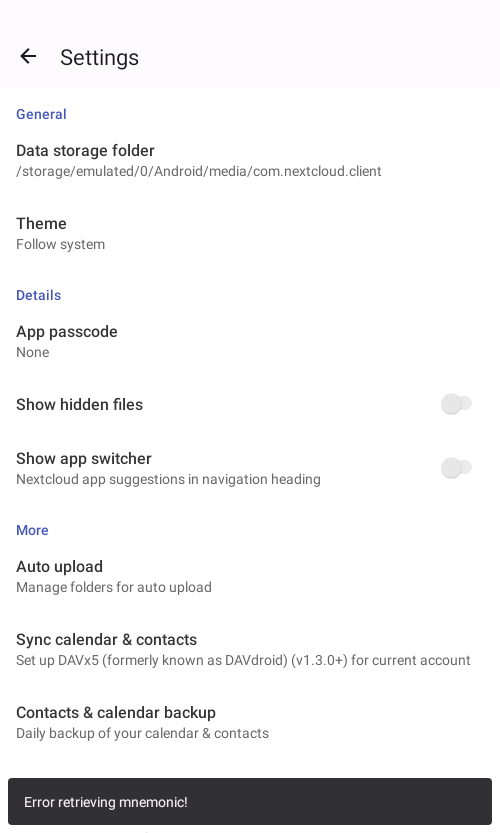 Settings
General
Data storage folder
/storage/emulated/0/Android/media/com.nextcloud.client
Theme
Follow system
Details
App passcode
None
Show hidden files
Show app switcher
Nextcloud app suggestions in navigation heading
More
Auto upload
Manage folders for auto upload
Sync calendar & contacts
Set up DAVx5 (formerly known as DAVdroid) (v1.3.0+) for current account
Contacts & calendar backup
Daily backup of your calendar & contacts
Error retrieving mnemonic!